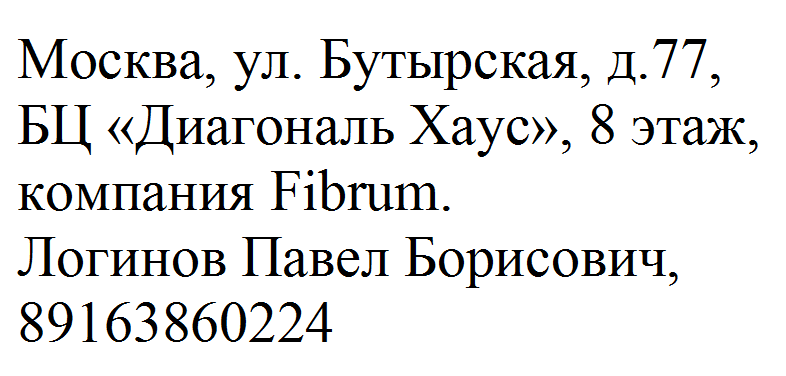 Москва, ул. Бутырская, д.77,
БЦ «Диагональ Хаус», 8 этаж,
компания Fibrum.
Логинов Павел Борисович,
89163860224